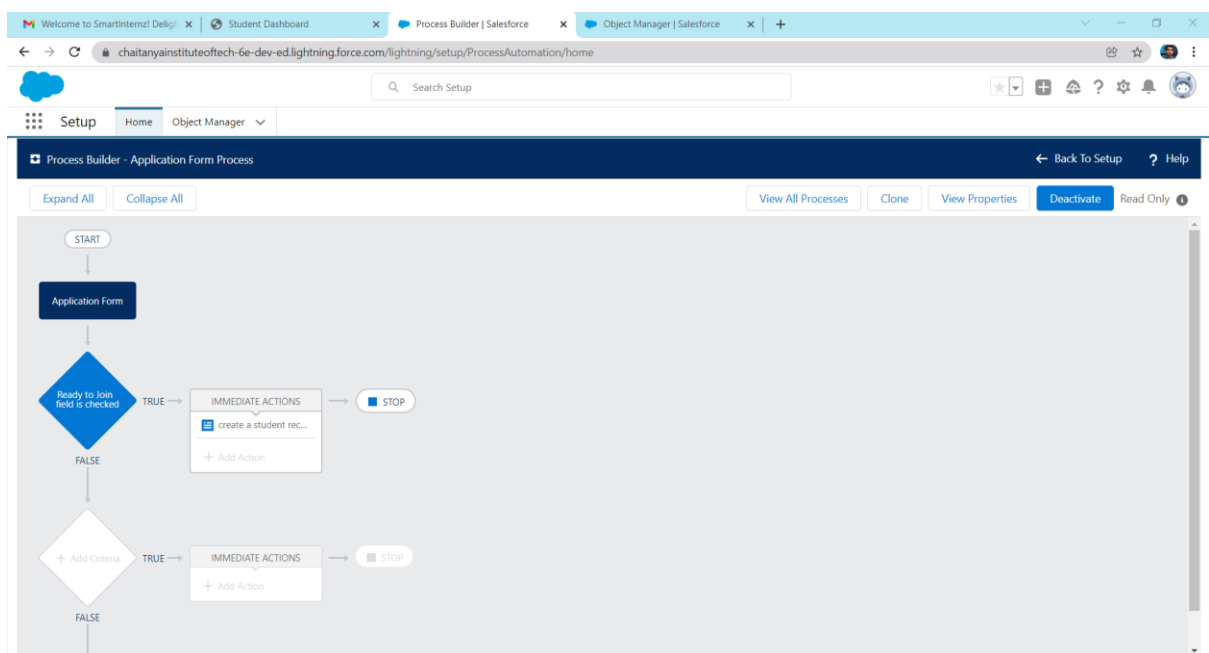 Welcome to SmartInternz! Deligh
Student Dashboard
Process Builder | Salesforce
Object Manager | Salesforce
chaitanyainstituteoftech-6e-dev-ed.lightning.force.com/lightning/setup/ProcessAutomation/home
Search Setup
Setup
Home
Object Manager
Process Builder - Application Form Process
Back To Setup
? Help
Expand All
Collapse All
View All Processes
Clone
View Properties
Deactivate
Read Only
START
Application Form
Ready to Join
field is checked
TRUE
IMMEDIATE ACTIONS
STOP
create a student rec...
+ Add Action
FALSE
+ Add Criteria
TRUE
IMMEDIATE ACTIONS
STOP
+ Add Action
FALSE